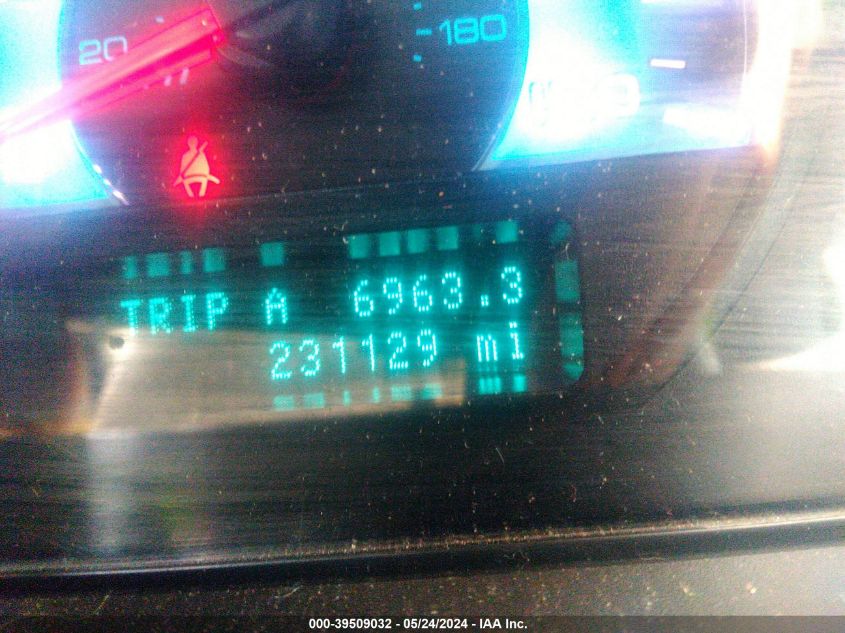 20
180
TRIP A 6963.3
231129 mi
000-39509032 - 05/24/2024 - IAA Inc.